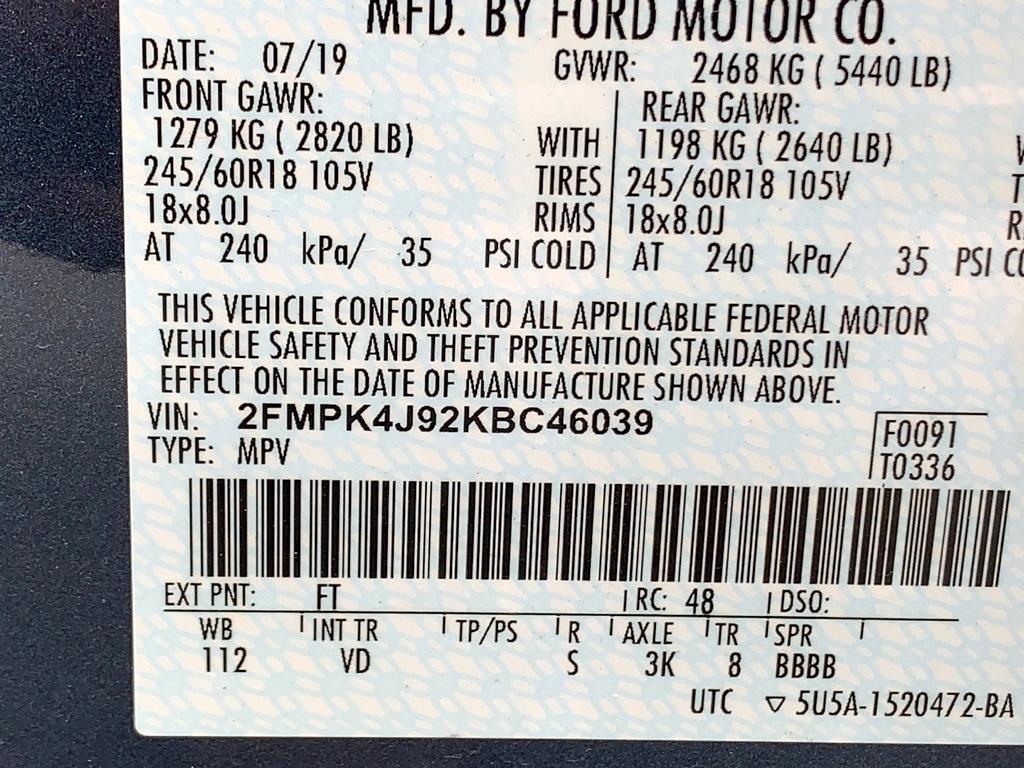 MFD. BY FORD MOTOR CO.
DATE: 07/19 GVWR: 2468 KG ( 5440 LB)
FRONT GAWR: REAR GAWR:
1279 KG ( 2820 LB) WITH 1198 KG ( 2640 LB)
245/60R18 105V TIRES 245/60R18 105V
18x8.0J RIMS 18x8.0J
AT 240 kPa/ 35 PSI COLD AT 240 kPa/ 35 PSI
THIS VEHICLE CONFORMS TO ALL APPLICABLE FEDERAL MOTOR
VEHICLE SAFETY AND THEFT PREVENTION STANDARDS IN
EFFECT ON THE DATE OF MANUFACTURE SHOWN ABOVE.
VIN: 2FMPK4J92KBC46039
F0091
TYPE: MPV
T0336
EXT PNT: FT RC: 48 DSO:
WB INT TR TP/PS R AXLE TR SPR
112 VD S 3K 8 BBBB
UTC ▽ 5U5A-1520472-BA